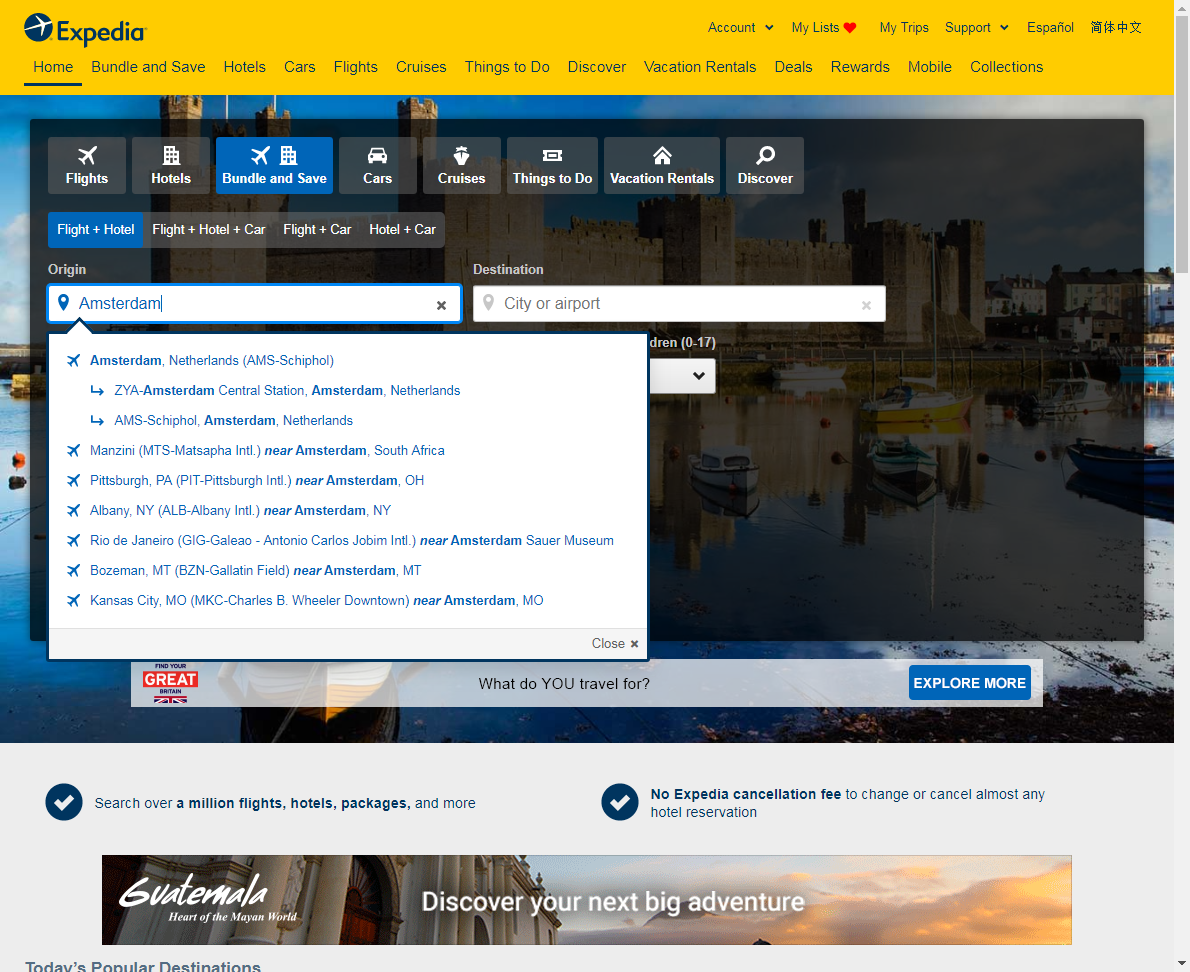 Expedia
Account
My Lists
My Trips
Support
Español
简体中文
Home
Bundle and Save
Hotels
Cars
Flights
Cruises
Things to Do
Discover
Vacation Rentals
Deals
Rewards
Mobile
Collections
Flights
Hotels
Bundle and Save
Cars
Cruises
Things to Do
Vacation Rentals
Discover
Flight + Hotel
Flight + Hotel + Car
Flight + Car
Hotel + Car
Origin
Destination
Amsterdam
City or airport
dren (0-17)
Amsterdam, Netherlands (AMS-Schiphol)
ZYA-Amsterdam Central Station, Amsterdam, Netherlands
AMS-Schiphol, Amsterdam, Netherlands
Manzini (MTS-Matsapha Intl.) near Amsterdam, South Africa
Pittsburgh, PA (PIT-Pittsburgh Intl.) near Amsterdam, OH
Albany, NY (ALB-Albany Intl.) near Amsterdam, NY
Rio de Janeiro (GIG-Galeao - Antonio Carlos Jobim Intl.) near Amsterdam Sauer Museum
Bozeman, MT (BZN-Gallatin Field) near Amsterdam, MT
Kansas City, MO (MKC-Charles B. Wheeler Downtown) near Amsterdam, MO
Close
FIND YOUR
GREAT
BRITAIN
What do YOU travel for?
EXPLORE MORE
Search over a million flights, hotels, packages, and more
No Expedia cancellation fee to change or cancel almost any
hotel reservation
Guatemala
Heart of the Mayan World
Discover your next big adventure
Today's Popular Destinations